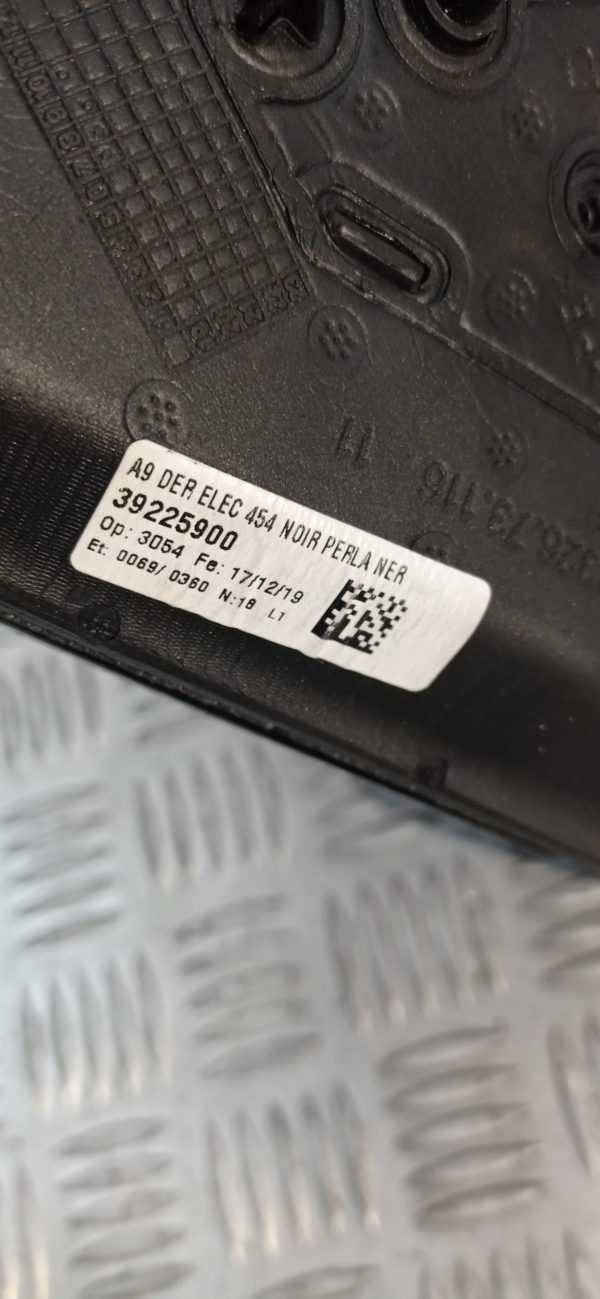 A9 DER ELEC 454 NOIR PERLA NER
39225900
Op: 3054 Fe: 17/12/19
Et: 0069/ 0360 N:18 L1
11
326.73.116